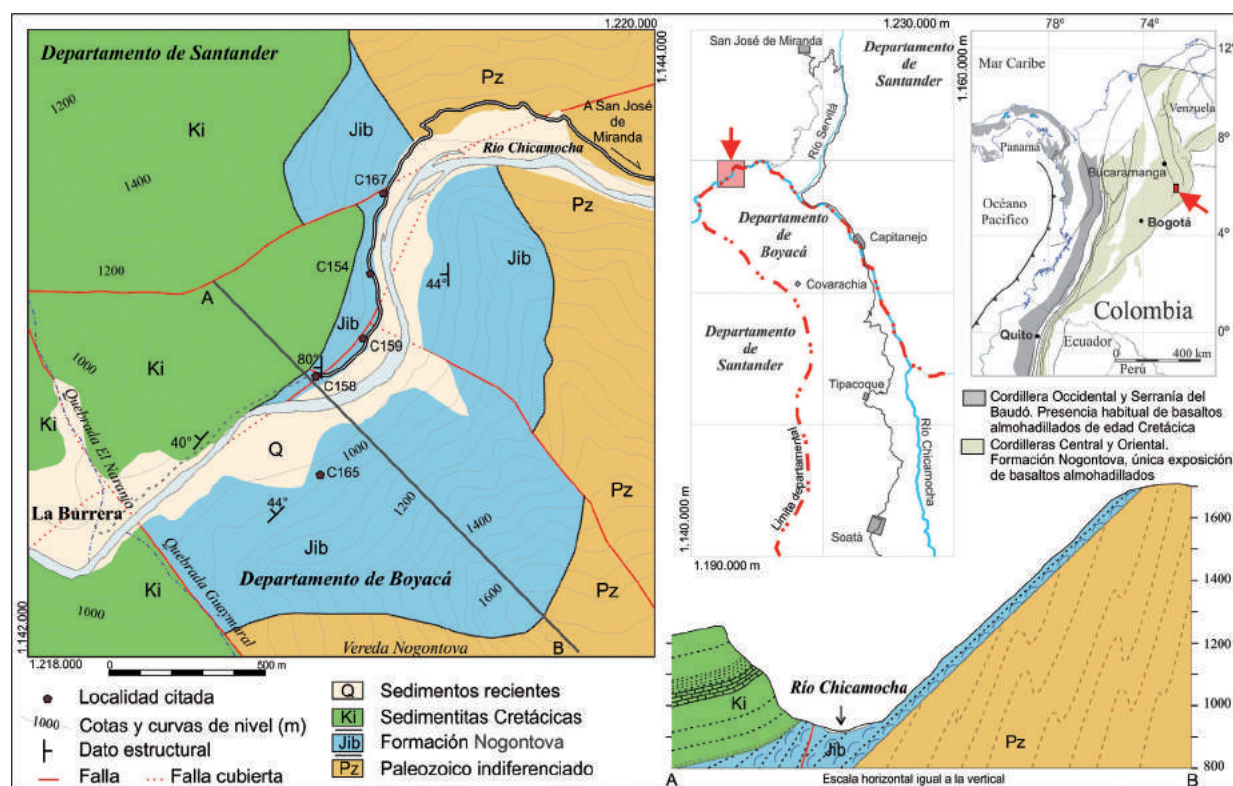 1.220.000
Departamento de Santander
1.144.000
1200
Pz
Ki
Jib
A San José
de
Miranda
Río Chicamocha
1400
C167
Pz
1200
C154
Jib
A
44°
Ki
Jib
C159
1000
80°
C158
Quebrada El Naranjo
Ki
40°
Q
1000
C165
La Burrera
44°
1200
1400
Pz
Jib
Quebrada Guaymaral
Departamento de Boyacá
Ki
1000
1600
Pz
1.142.000
Vereda Nogontova
B
1.218.000
0
500 m
Localidad citada
1000
Cotas y curvas de nivel (m)
Dato estructural
Falla
Falla cubierta
Q
Sedimentos recientes
Ki
Sedimentitas Cretácicas
Jib
Formación Nogontova
Pz
Paleozoico indiferenciado
1.230.000 m
San José de Miranda
Departamento
de
Santander
1.160.000 m
Río Servitá
Departamento
de
Boyacá
Capitanejo
Covarachia
Departamento
de
Santander
Tipacoque
Río Chicamocha
Límite departamental
Soatá
1.140.000 m
1.190.000 m
78°
74°
12°
Mar Caribe
Venezuela
8°
Panamá
Bucaramanga
Océano
Pacifico
Bogotá
4°
Colombia
Quito
0°
Ecuador
0
400 km
Perú
Cordillera Occidental y Serranía del
Baudó. Presencia habitual de basaltos
almohadillados de edad Cretácica
Cordilleras Central y Oriental.
Formación Nogontova, única exposición
de basaltos almohadillados
1600
1400
1200
Río Chicamocha
1000
Ki
900
Jib
Pz
800
A
Escala horizontal igual a la vertical
B